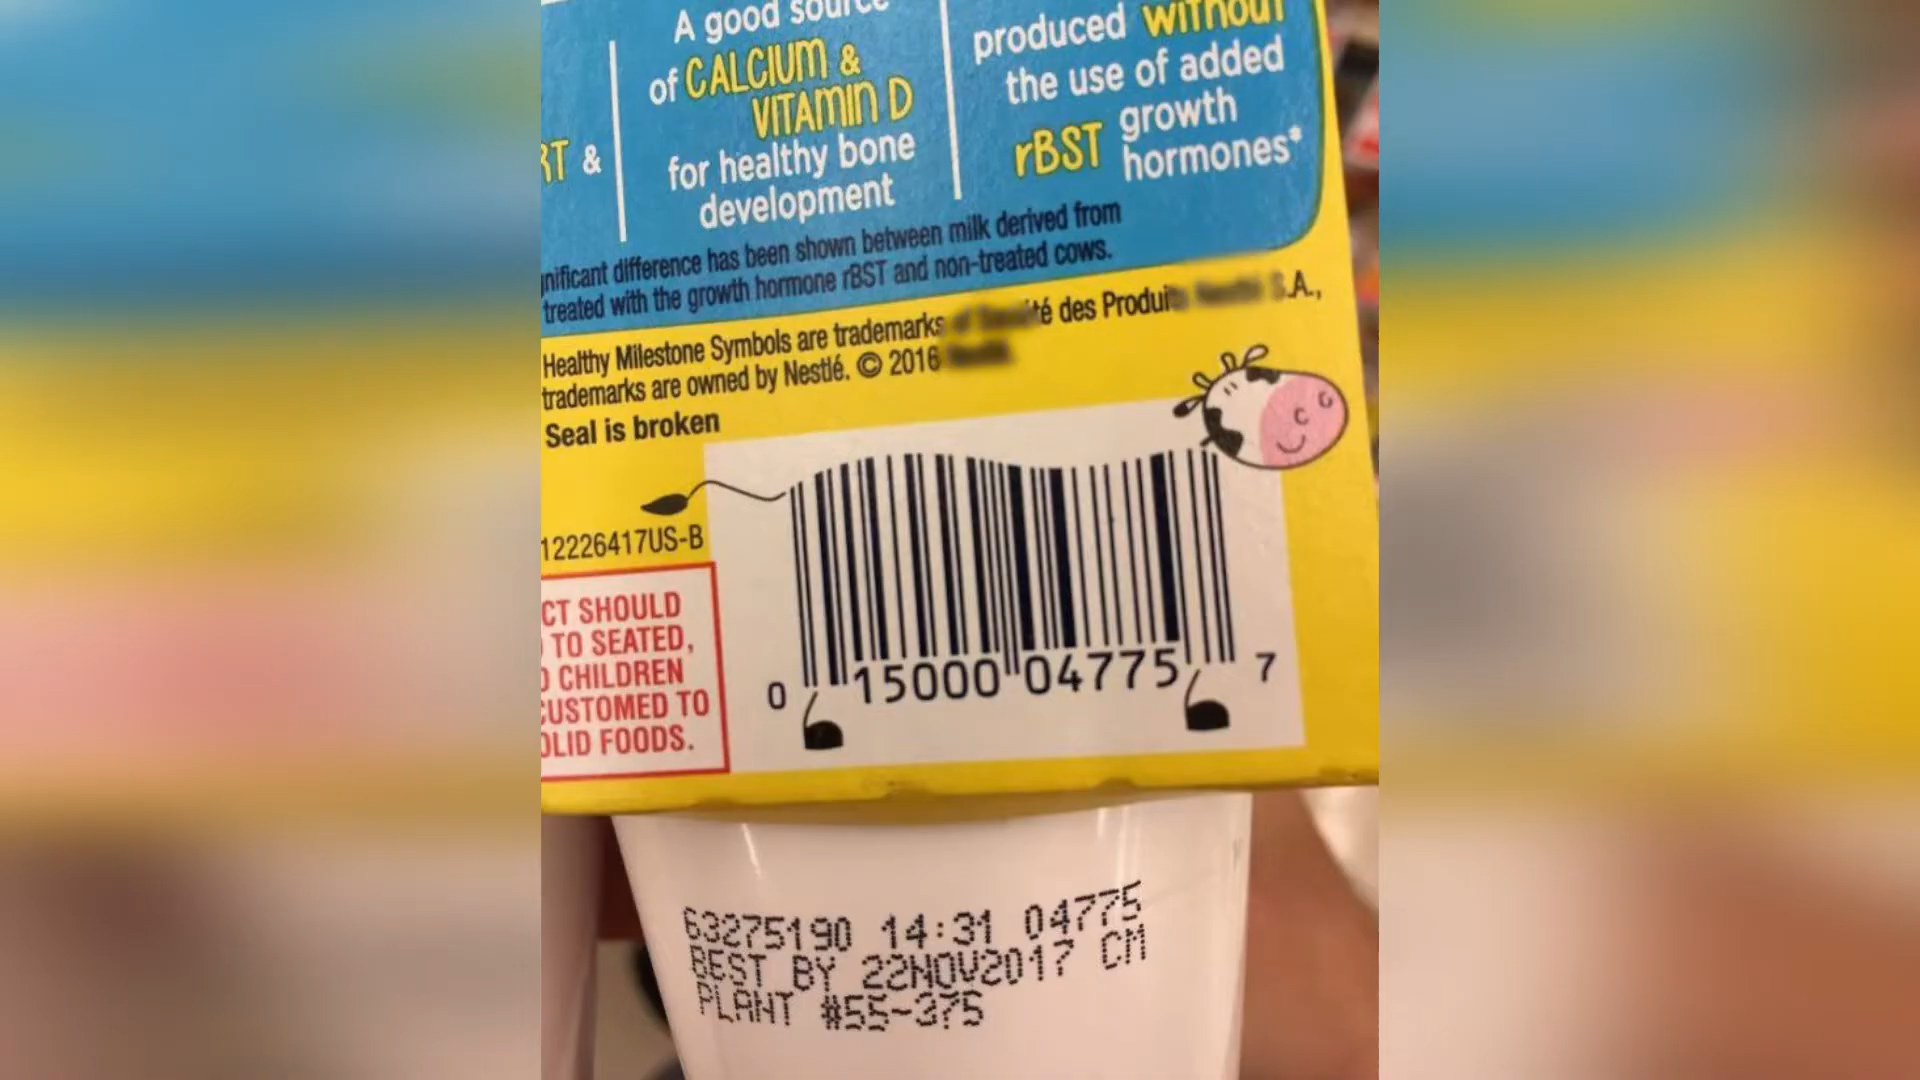 A good source
of CALCIUM &
VITAMIN D
for healthy bone
development
RT &
produced without
the use of added
rBST growth
hormones*
nificant difference has been shown between milk derived from
treated with the growth hormone rBST and non-treated cows.
Healthy Milestone Symbols are trademarks té des Produi S.A.,
trademarks are owned by Nestlé. © 2016
Seal is broken
12226417US-B
CT SHOULD
TO SEATED,
CHILDREN
CUSTOMED TO
OLID FOODS.
0 15000 04775 7
63275190 14:31 04775
BEST BY 22NOV2017 CM
PLANT #55-375